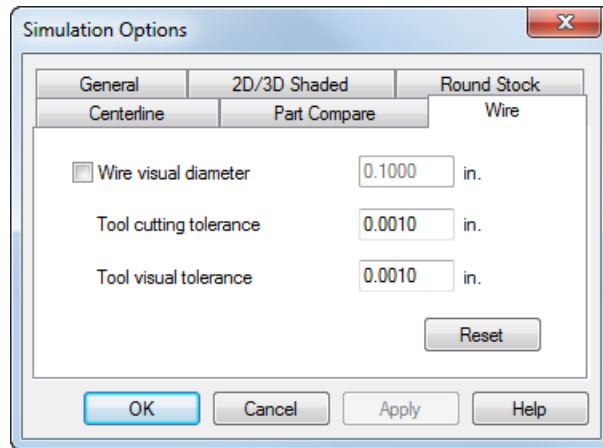 Simulation Options
General 2D/3D Shaded Round Stock
Centerline Part Compare Wire
Wire visual diameter 0.1000 in.
Tool cutting tolerance 0.0010 in.
Tool visual tolerance 0.0010 in.
Reset
OK Cancel Apply Help